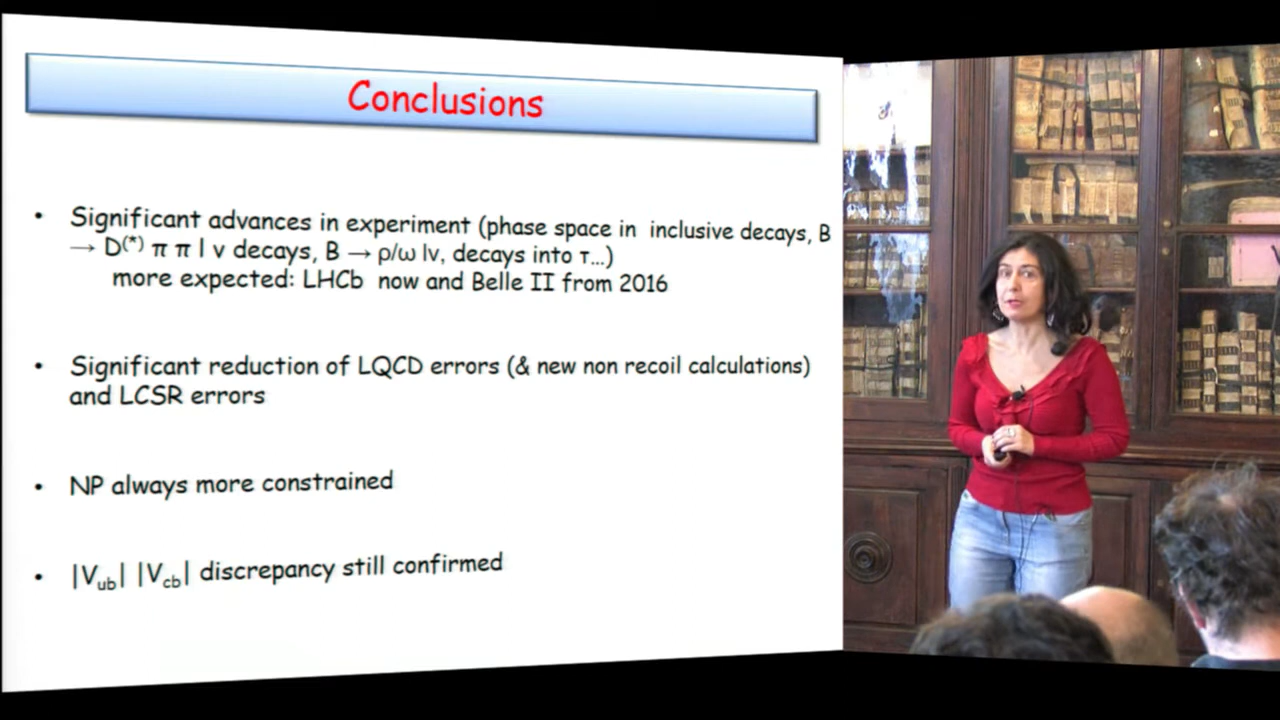 Conclusions
• Significant advances in experiment (phase space in inclusive decays, B
→ D(*) π π l ν decays, B → ρ/ω lν, decays into τ...)
more expected: LHCb now and Belle II from 2016
• Significant reduction of LQCD errors (& new non recoil calculations)
and LCSR errors
• NP always more constrained
• |Vub| |Vcb| discrepancy still confirmed